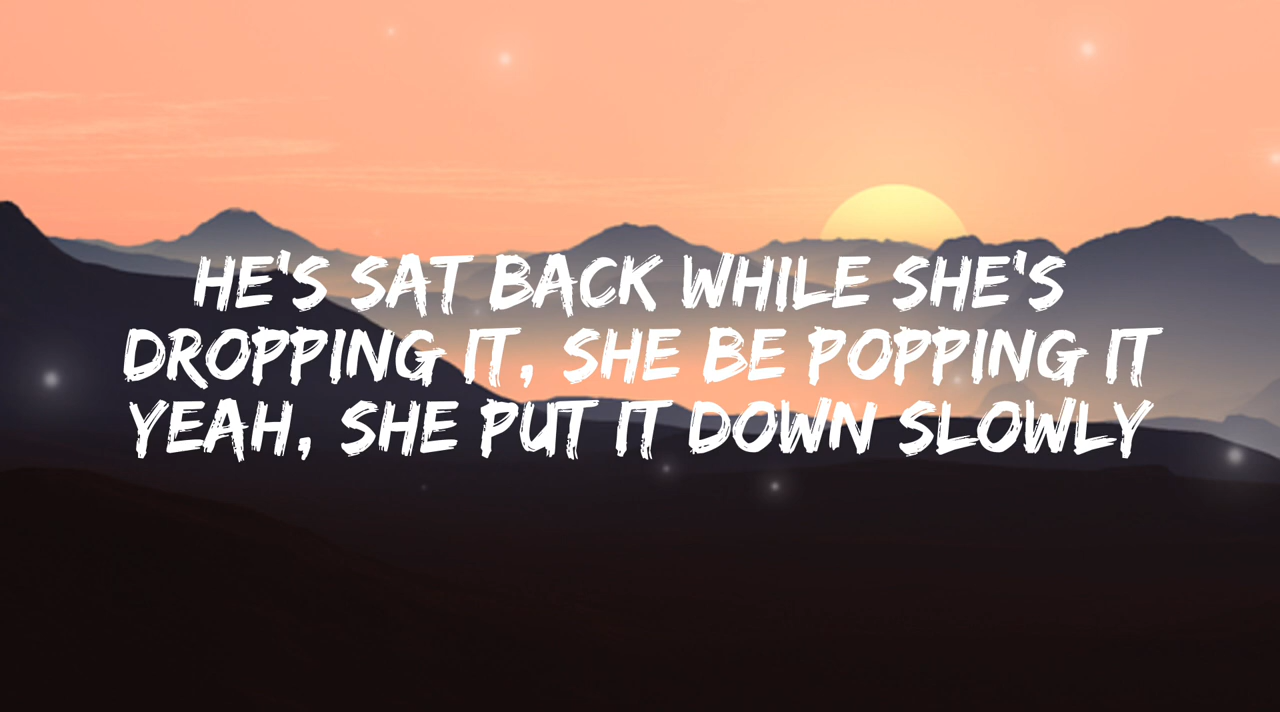 HE'S SAT BACK WHILE SHE'S
DROPPING IT, SHE BE POPPING IT
YEAH, SHE PUT IT DOWN SLOWLY